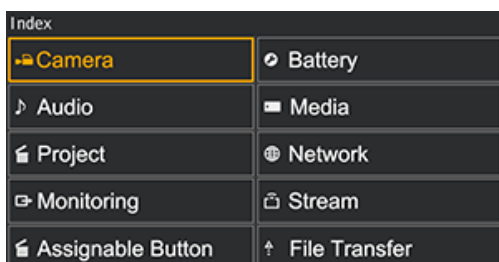 Index
Camera
Battery
Audio
Media
Project
Network
Monitoring
Stream
Assignable Button
File Transfer